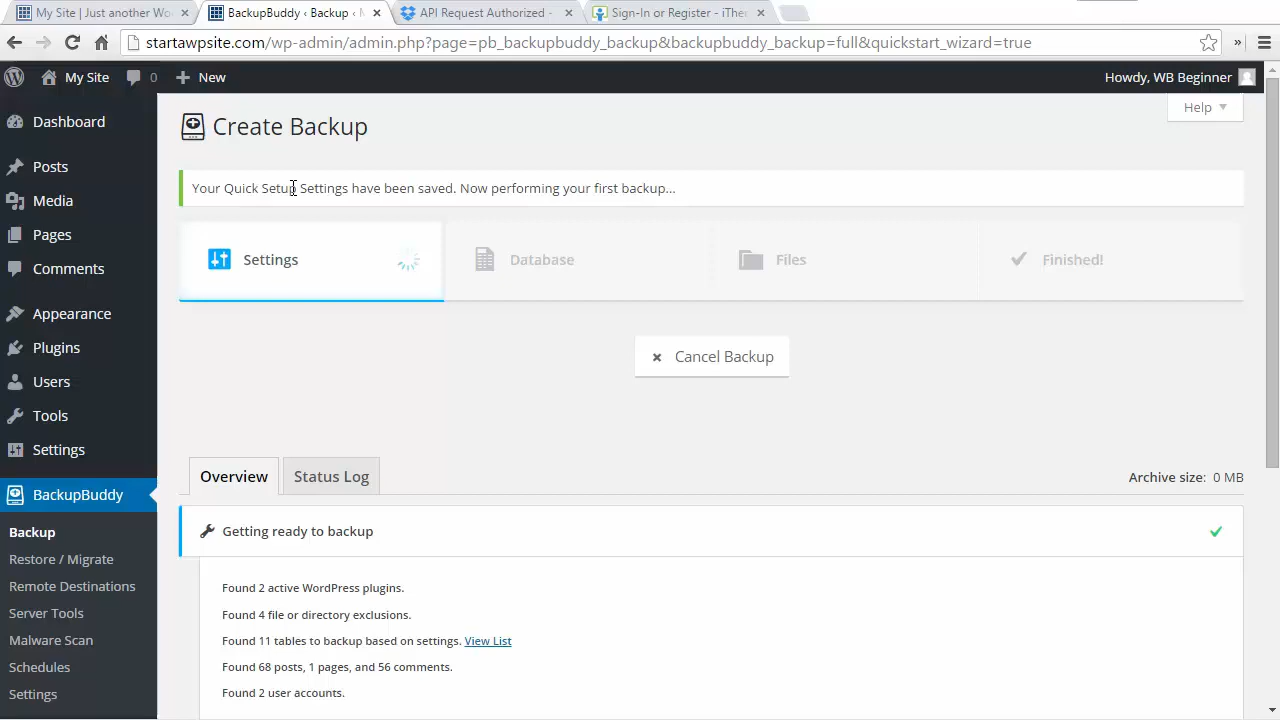 My Site | Just another Wo
BackupBuddy ‹ Backup ‹
API Request Authorized -
Sign-In or Register - iThe
startawpsite.com/wp-admin/admin.php?page=pb_backupbuddy_backup&backupbuddy_backup=full&quickstart_wizard=true
My Site
0
New
Howdy, WB Beginner
Help
Dashboard
Posts
Media
Pages
Comments
Appearance
Plugins
Users
Tools
Settings
BackupBuddy
Backup
Restore / Migrate
Remote Destinations
Server Tools
Malware Scan
Schedules
Settings
Create Backup
Your Quick Setup Settings have been saved. Now performing your first backup...
Settings
Database
Files
Finished!
Cancel Backup
Overview
Status Log
Archive size: 0 MB
Getting ready to backup
Found 2 active WordPress plugins.
Found 4 file or directory exclusions.
Found 11 tables to backup based on settings. View List
Found 68 posts, 1 pages, and 56 comments.
Found 2 user accounts.